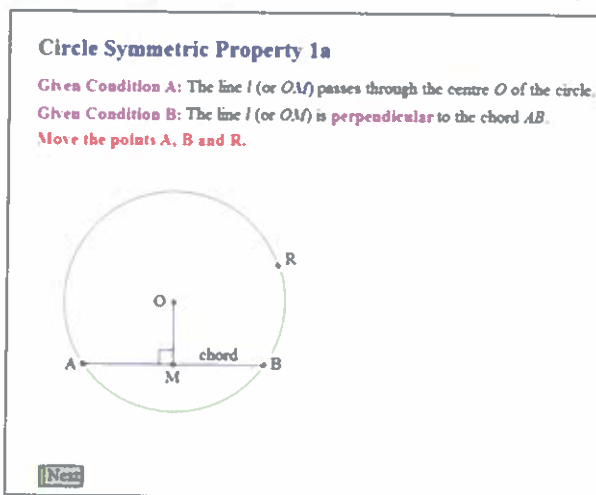 Circle Symmetric Property 1a
Given Condition A: The line l (or OM) passes through the centre O of the circle.
Given Condition B: The line l (or OM) is perpendicular to the chord AB.
Move the points A, B and R.
R
O
chord
A
B
M
Next